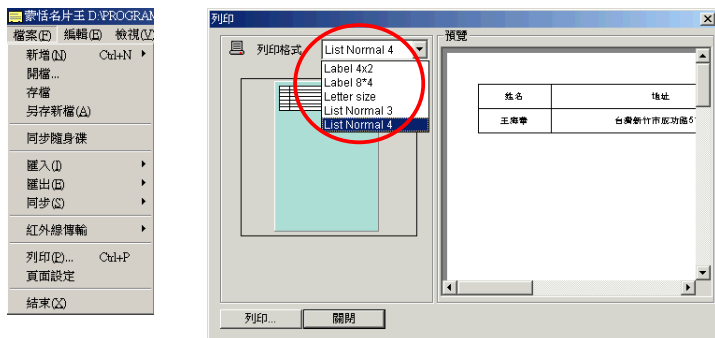 蒙恬名片王 D:\PROGRAM
檔案(F) 編輯(E) 檢視(V)
新增(N) Ctrl+N
開檔...
存檔
另存新檔(A)
同步隨身碟
匯入(I)
匯出(E)
同步(S)
紅外線傳輸
列印(P)... Ctrl+P
頁面設定
結束(X)
列印
列印格式
List Normal 4
Label 4x2
Label 8*4
Letter size
List Normal 3
List Normal 4
預覽
姓名 地址
王海華 台灣新竹市成功路
列印... 關閉